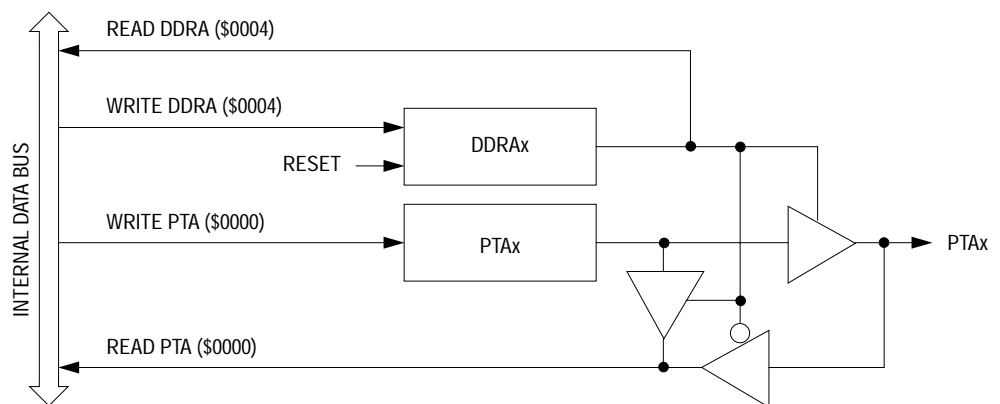 READ DDRA ($0004)
WRITE DDRA ($0004)
DDRAx
RESET
WRITE PTA ($0000)
PTAx
PTAx
INTERNAL DATA BUS
READ PTA ($0000)